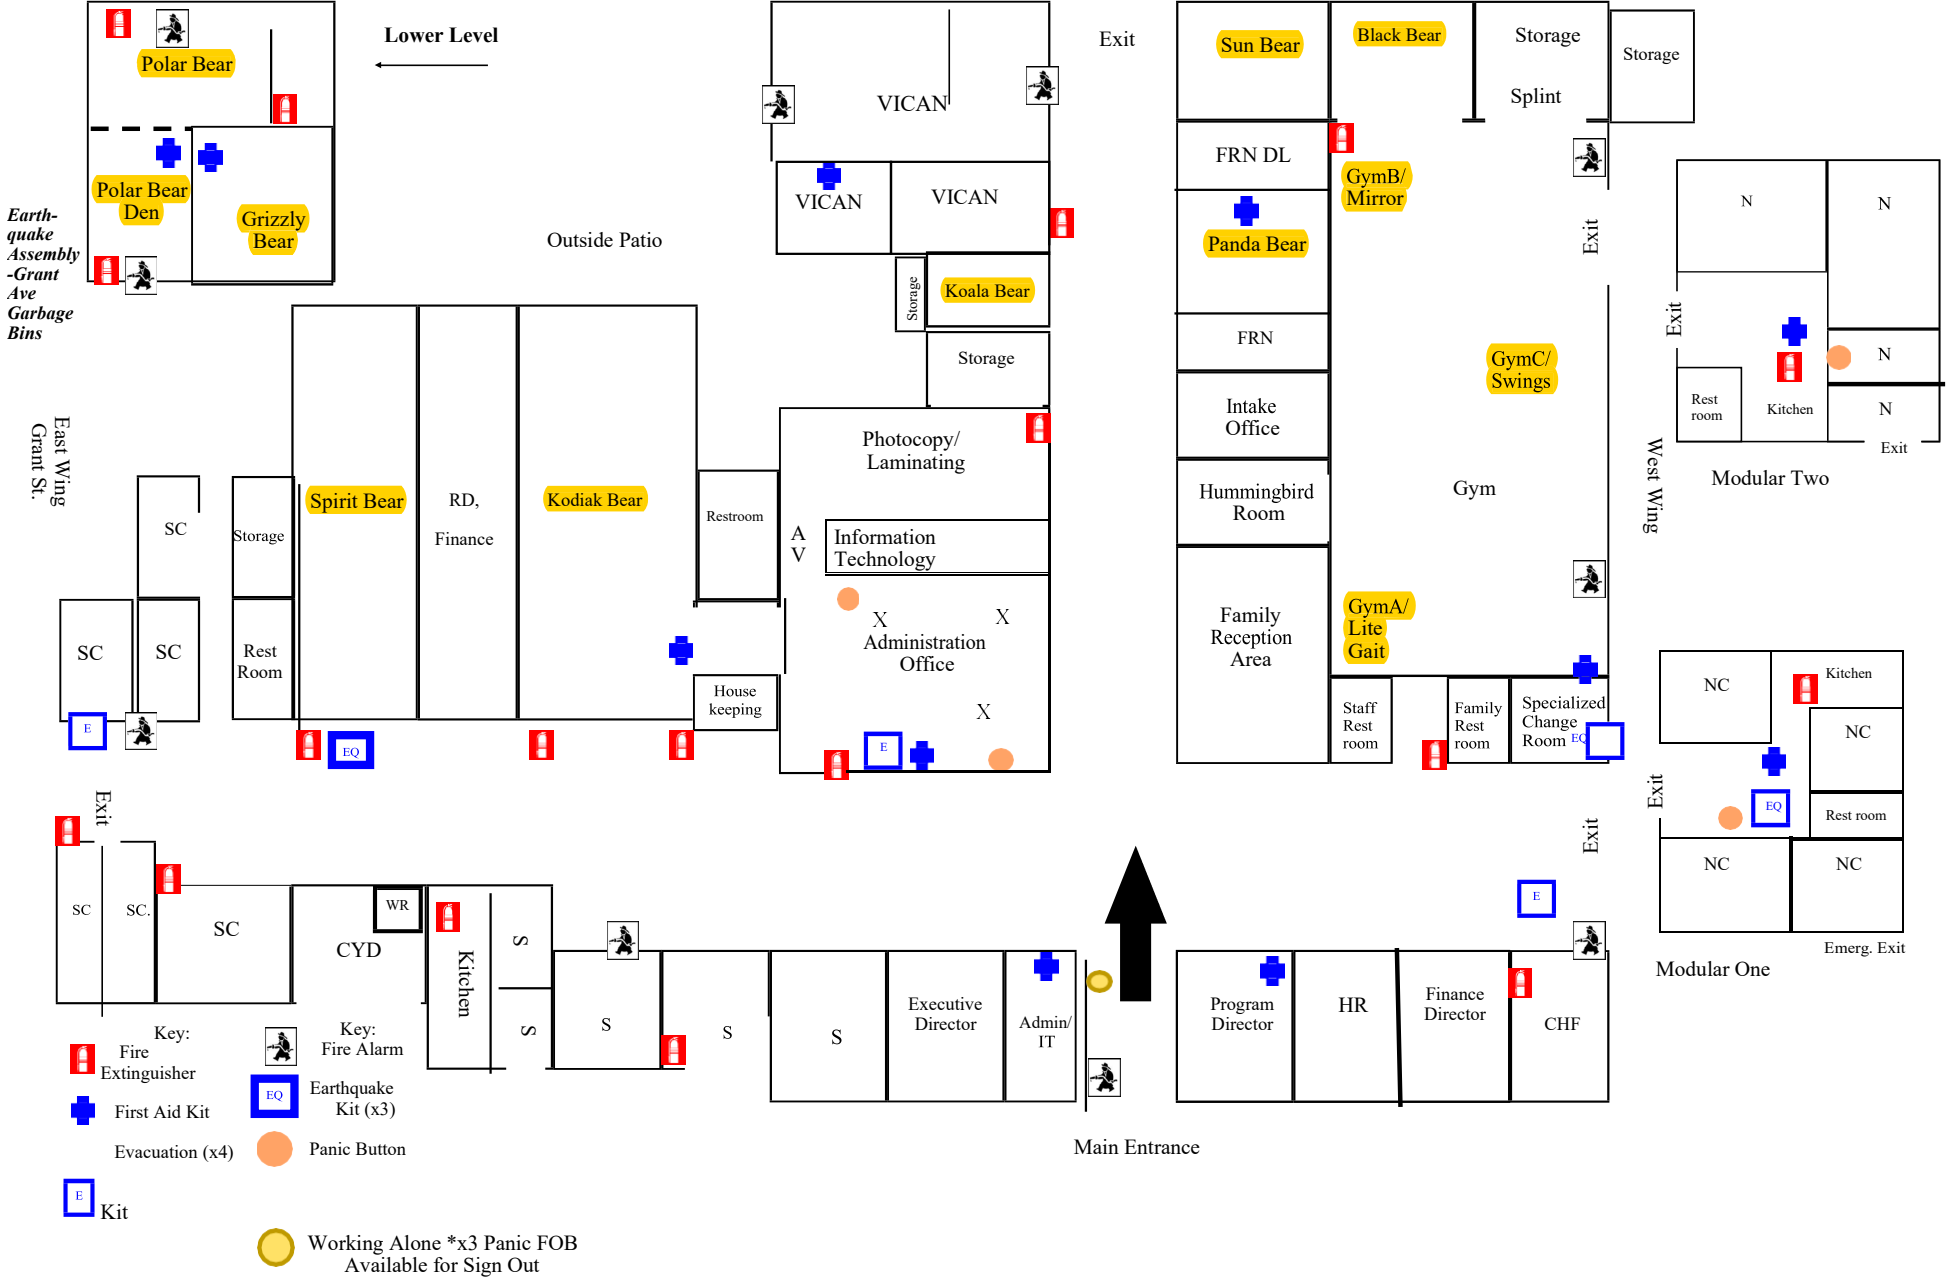 Lower Level
Polar Bear
Polar Bear
Den
Grizzly
Bear
Earth-
quake
Assembly
-Grant
Ave
Garbage
Bins
Outside Patio
VICAN
VICAN
VICAN
Storage
Koala Bear
Storage
Exit
Sun Bear
Black Bear
Storage
Splint
Storage
FRN DL
GymB/
Mirror
Panda Bear
Exit
FRN
GymC/
Swings
Intake
Office
Hummingbird
Room
Gym
Family
Reception
Area
GymA/
Lite
Gait
Staff
Rest
room
Family
Rest
room
Specialized
Change
Room EQ
West Wing
N
N
Exit
N
Rest
room
Kitchen
N
Exit
Modular Two
East Wing
Grant St.
SC
Storage
SC
SC
Rest
Room
E
Spirit Bear
RD,
Finance
Kodiak Bear
Restroom
House
keeping
EQ
Photocopy/
Laminating
A
V
Information
Technology
X
X
Administration
Office
X
E
NC
Kitchen
NC
Exit
EQ
Rest room
NC
NC
Emerg. Exit
Modular One
Exit
SC
SC.
SC
WR
CYD
Kitchen
S
S
S
S
S
Executive
Director
Admin/
IT
Exit
E
Program
Director
HR
Finance
Director
CHF
Main Entrance
Key:
Fire
Extinguisher
First Aid Kit
Evacuation (x4)
E
Kit
Key:
Fire Alarm
EQ
Earthquake
Kit (x3)
Panic Button
Working Alone *x3 Panic FOB
Available for Sign Out